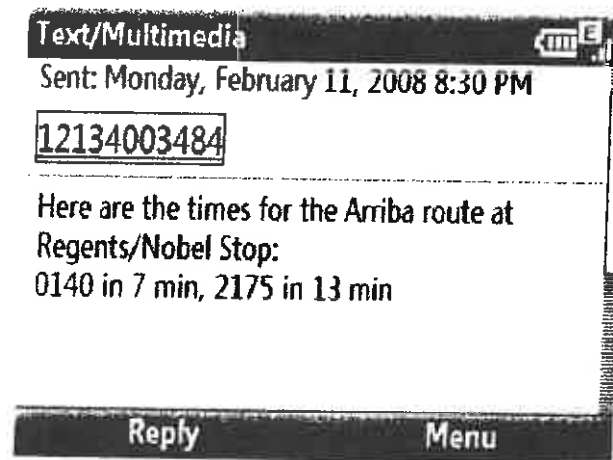 Text/Multimedia
E
Sent: Monday, February 11, 2008 8:30 PM
12134003484
Here are the times for the Arriba route at
Regents/Nobel Stop:
0140 in 7 min, 2175 in 13 min
Reply Menu